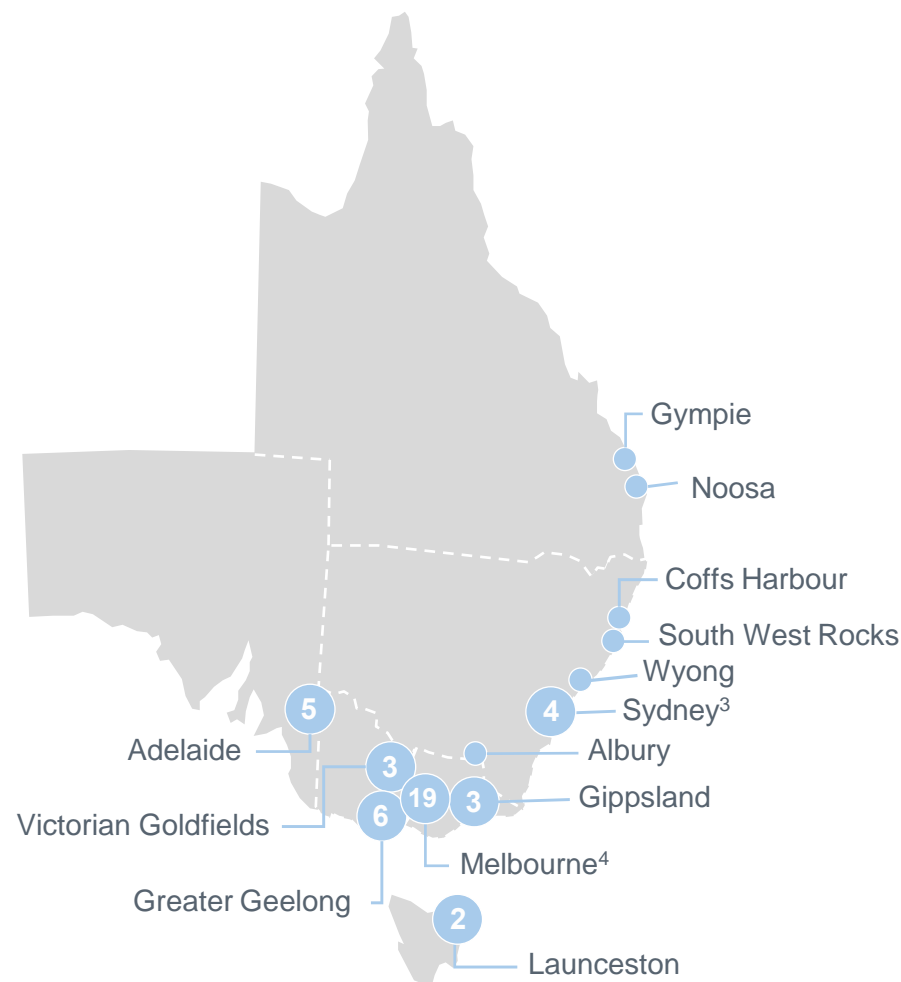 Gympie
Noosa
Coffs Harbour
South West Rocks
Wyong
Sydney³
4
5
Adelaide
Albury
3
Gippsland
3
19
6
Victorian Goldfields
Melbourne⁴
Greater Geelong
2
Launceston